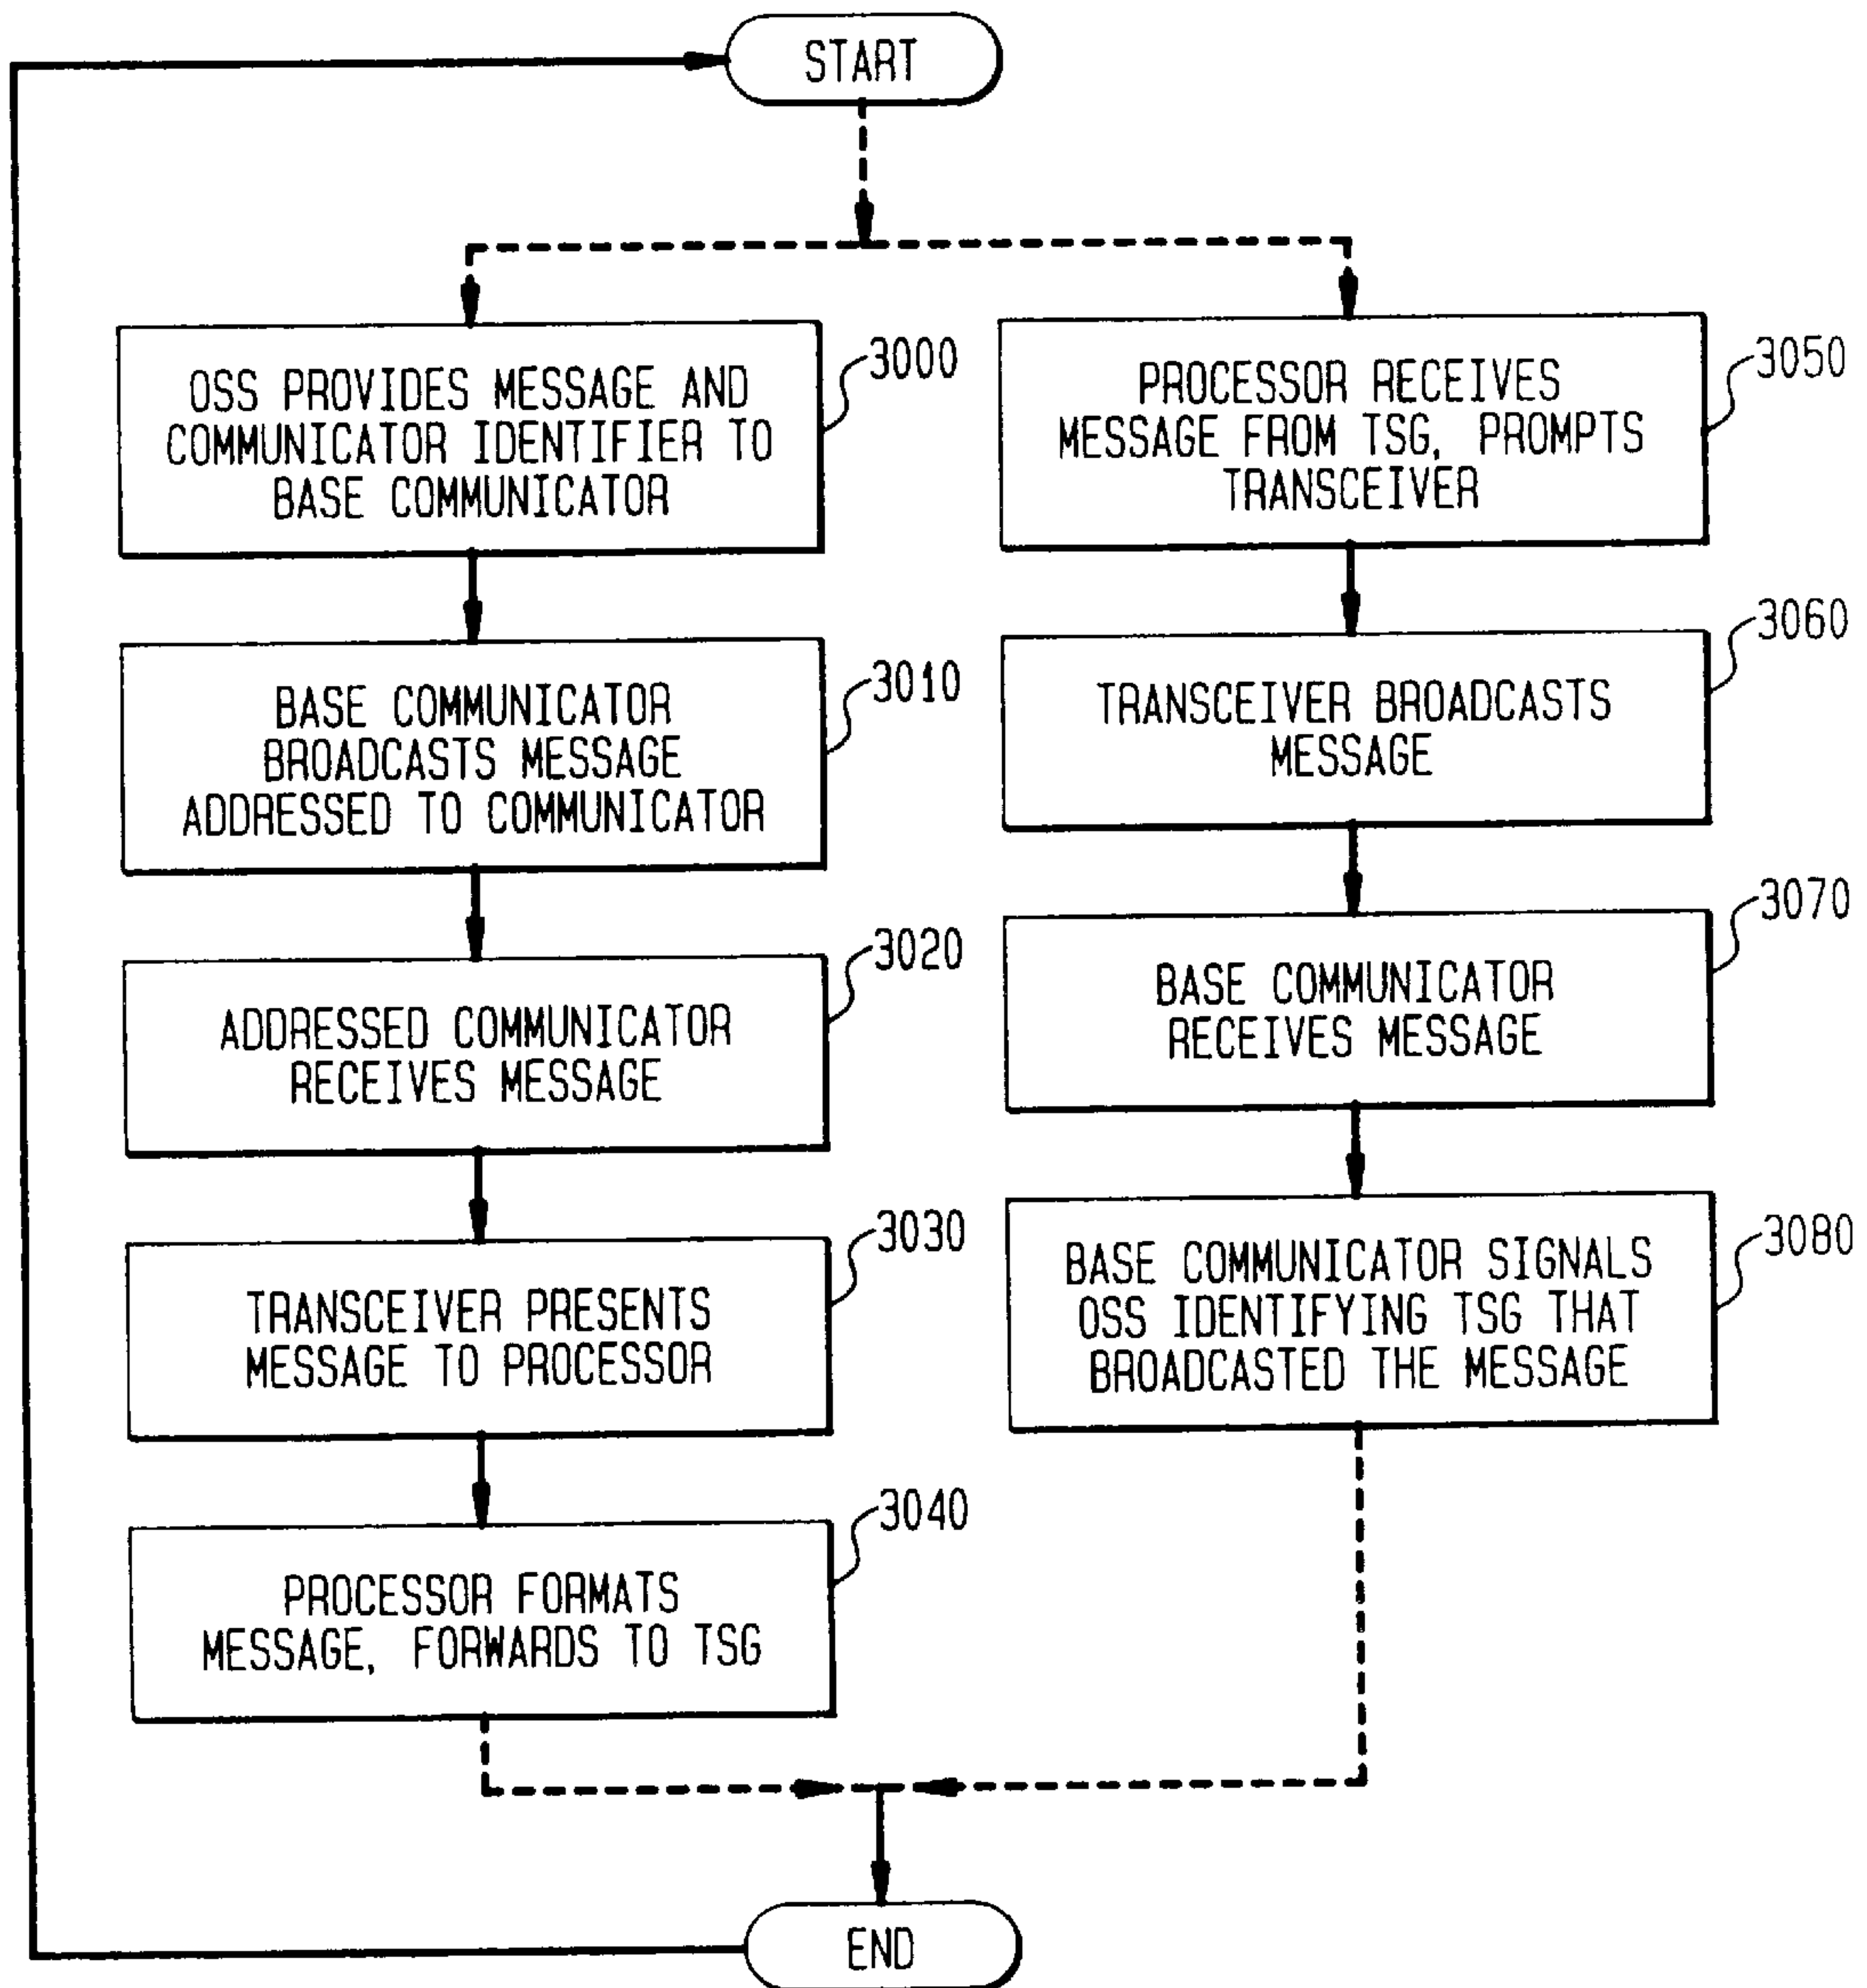 START
3000
OSS PROVIDES MESSAGE AND
COMMUNICATOR IDENTIFIER TO
BASE COMMUNICATOR
3010
BASE COMMUNICATOR
BROADCASTS MESSAGE
ADDRESSED TO COMMUNICATOR
3020
ADDRESSED COMMUNICATOR
RECEIVES MESSAGE
3030
TRANSCEIVER PRESENTS
MESSAGE TO PROCESSOR
3040
PROCESSOR FORMATS
MESSAGE, FORWARDS TO TSG
3050
PROCESSOR RECEIVES
MESSAGE FROM TSG, PROMPTS
TRANSCEIVER
3060
TRANSCEIVER BROADCASTS
MESSAGE
3070
BASE COMMUNICATOR
RECEIVES MESSAGE
3080
BASE COMMUNICATOR SIGNALS
OSS IDENTIFYING TSG THAT
BROADCASTED THE MESSAGE
END